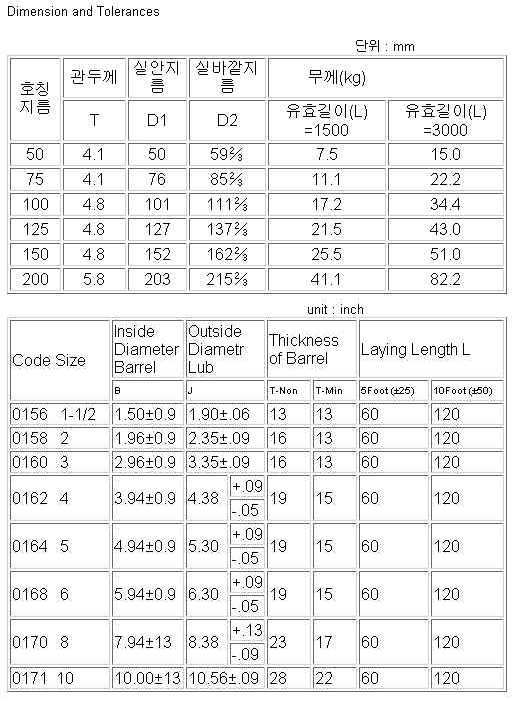 Dimension and Tolerances
단위 : mm
호칭지름 관두께 실안지름 실바깥지름 무께(kg)
T D1 D2 유효길이(L)=1500 유효길이(L)=3000
50 4.1 50 59⅔ 7.5 15.0
75 4.1 76 85⅔ 11.1 22.2
100 4.8 101 111⅔ 17.2 34.4
125 4.8 127 137⅔ 21.5 43.0
150 4.8 152 162⅔ 25.5 51.0
200 5.8 203 215⅔ 41.1 82.2
unit : inch
Code Size Inside Diameter Barrel Outside Diametr Lub Thickness of Barrel Laying Length L
B J T-Non T-Min 5Foot (±25) 10Foot (±50)
0156 1-1/2 1.50±0.9 1.90±.06 13 13 60 120
0158 2 1.96±0.9 2.35±.09 16 13 60 120
0160 3 2.96±0.9 3.35±.09 16 13 60 120
0162 4 3.94±0.9 4.38 +.09 -.05 19 15 60 120
0164 5 4.94±0.9 5.30 +.09 -.05 19 15 60 120
0168 6 5.94±0.9 6.30 +.09 -.05 19 15 60 120
0170 8 7.94±13 8.38 +.13 -.09 23 17 60 120
0171 10 10.00±13 10.56±.09 28 22 60 120